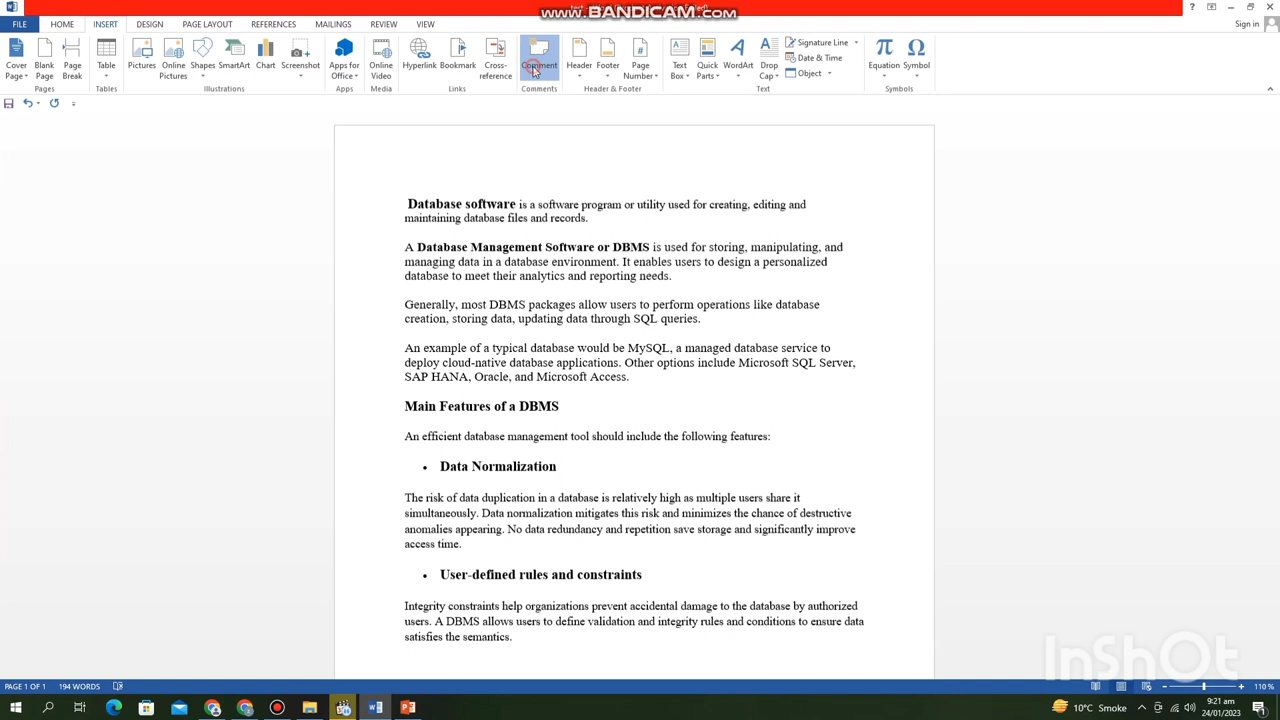 www.BANDICAM.com
Sign in
FILE HOME INSERT DESIGN PAGE LAYOUT REFERENCES MAILINGS REVIEW VIEW
Cover Page Blank Page Page Break Table Pictures Online Pictures Shapes SmartArt Chart Screenshot Apps for Office Online Video Hyperlink Bookmark Cross-reference Comment Header Footer Page Number Text Box Quick Parts WordArt Drop Cap Signature Line Date & Time Object Equation Symbol
Pages Tables Illustrations Apps Media Links Comments Header & Footer Text Symbols
Database software is a software program or utility used for creating, editing and
maintaining database files and records.
A Database Management Software or DBMS is used for storing, manipulating, and
managing data in a database environment. It enables users to design a personalized
database to meet their analytics and reporting needs.
Generally, most DBMS packages allow users to perform operations like database
creation, storing data, updating data through SQL queries.
An example of a typical database would be MySQL, a managed database service to
deploy cloud-native database applications. Other options include Microsoft SQL Server,
SAP HANA, Oracle, and Microsoft Access.
Main Features of a DBMS
An efficient database management tool should include the following features:
• Data Normalization
The risk of data duplication in a database is relatively high as multiple users share it
simultaneously. Data normalization mitigates this risk and minimizes the chance of destructive
anomalies appearing. No data redundancy and repetition save storage and significantly improve
access time.
• User-defined rules and constraints
Integrity constraints help organizations prevent accidental damage to the database by authorized
users. A DBMS allows users to define validation and integrity rules and conditions to ensure data
satisfies the semantics.
InShOt
PAGE 1 OF 1 194 WORDS 110 %
10°C Smoke 9:21 am
24/01/2023